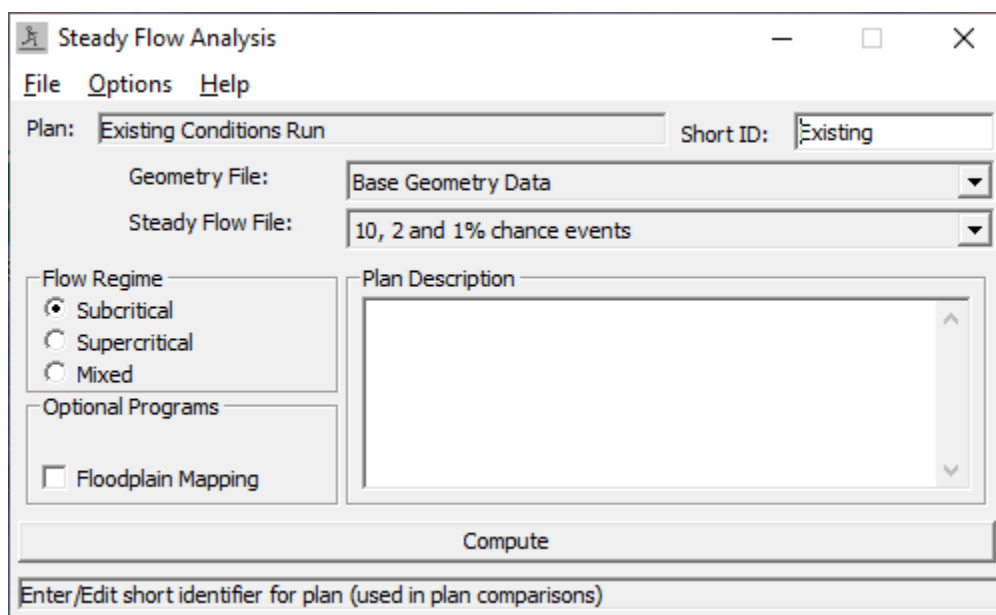 Steady Flow Analysis
File Options Help
Plan: Existing Conditions Run Short ID: Existing
Geometry File: Base Geometry Data
Steady Flow File: 10, 2 and 1% chance events
Flow Regime
Subcritical
Supercritical
Mixed
Optional Programs
Floodplain Mapping
Plan Description
Compute
Enter/Edit short identifier for plan (used in plan comparisons)